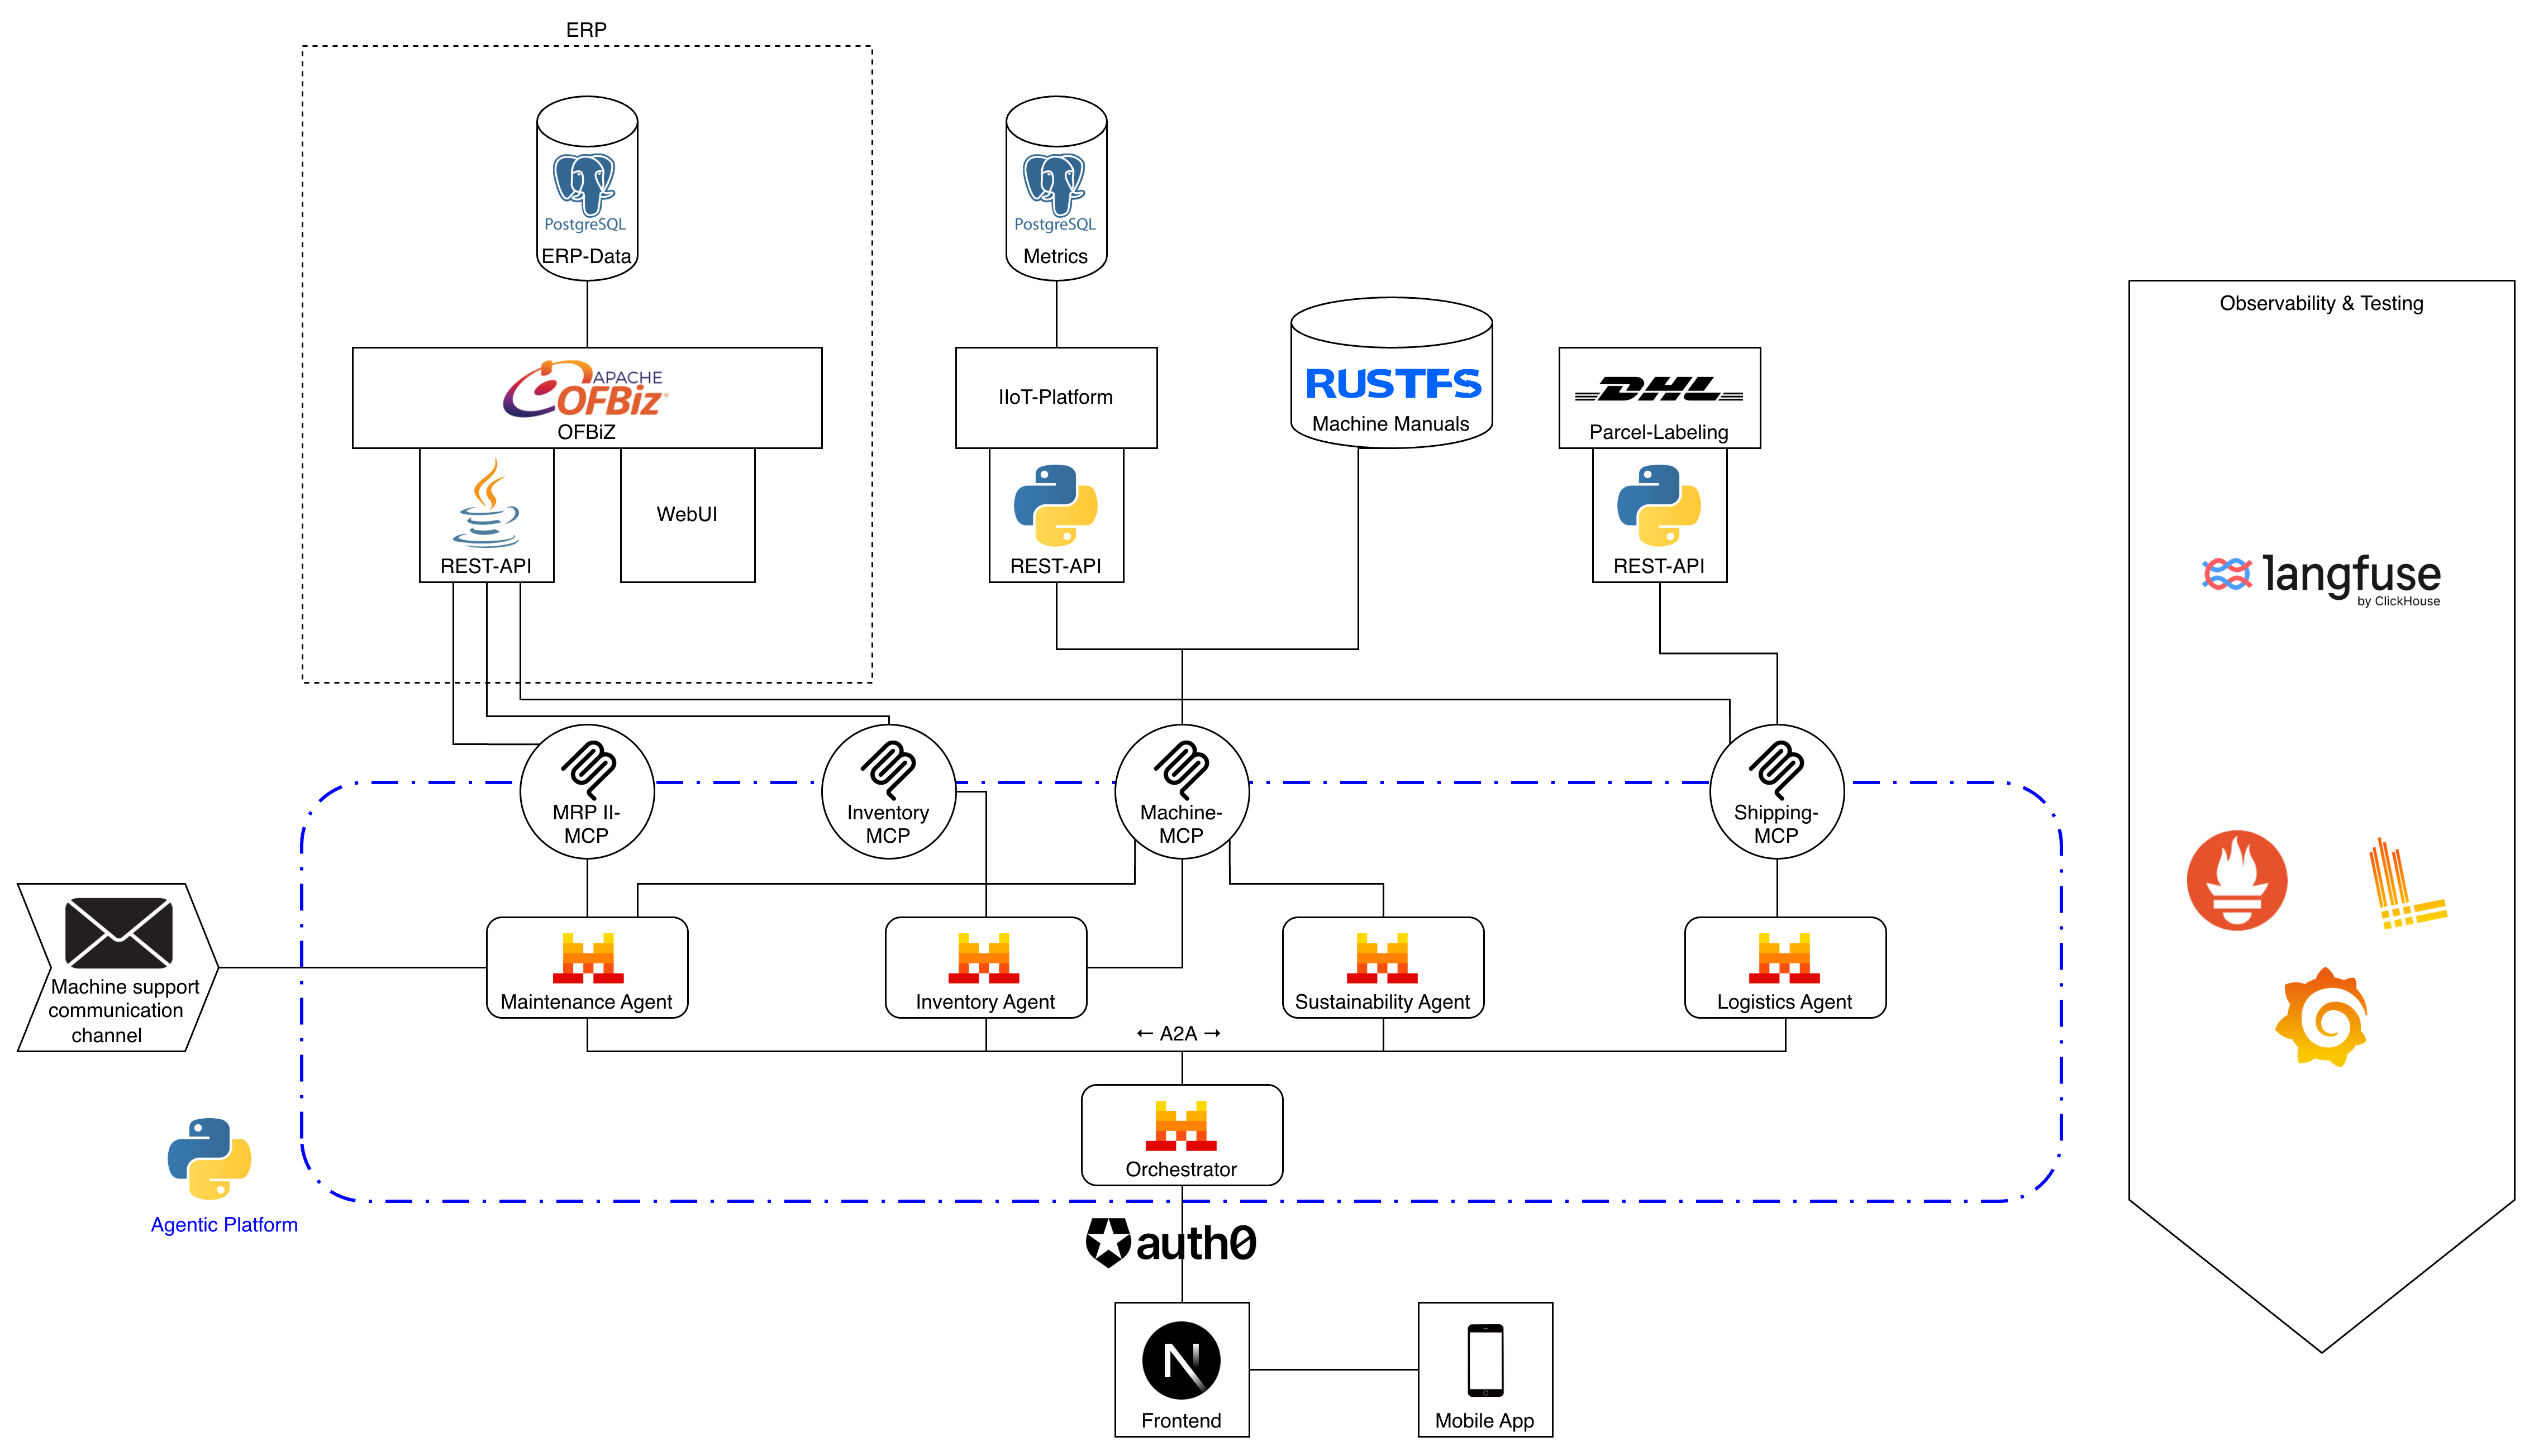 ERP
PostgreSQL
ERP-Data
PostgreSQL
Metrics
Observability & Testing
APACHE
OFBiz
OFBiZ
IIoT-Platform
RUSTFS
Machine Manuals
DHL
Parcel-Labeling
REST-API
WebUI
REST-API
REST-API
langfuse
by ClickHouse
MRP II-
MCP
Inventory
MCP
Machine-
MCP
Shipping-
MCP
Machine support
communication
channel
Maintenance Agent
Inventory Agent
Sustainability Agent
Logistics Agent
← A2A →
Orchestrator
Agentic Platform
auth0
N
Frontend
Mobile App